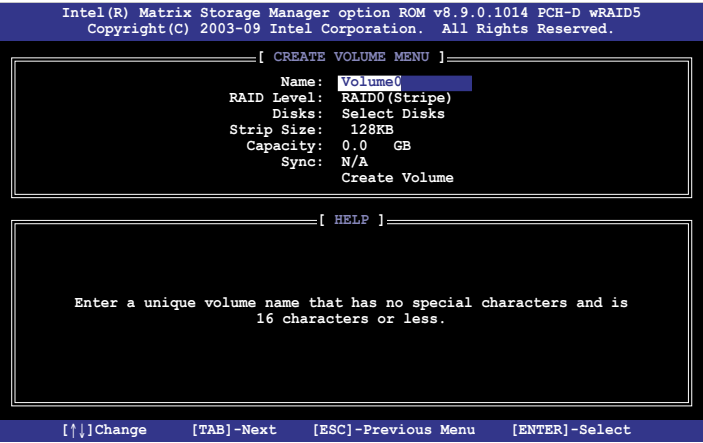 Intel(R) Matrix Storage Manager option ROM v8.9.0.1014 PCH-D wRAID5
Copyright(C) 2003-09 Intel Corporation. All Rights Reserved.
[ CREATE VOLUME MENU ]
Name: Volume0
RAID Level: RAID0(Stripe)
Disks: Select Disks
Strip Size: 128KB
Capacity: 0.0 GB
Sync: N/A
Create Volume
[ HELP ]
Enter a unique volume name that has no special characters and is
16 characters or less.
[↑↓]Change [TAB]-Next [ESC]-Previous Menu [ENTER]-Select